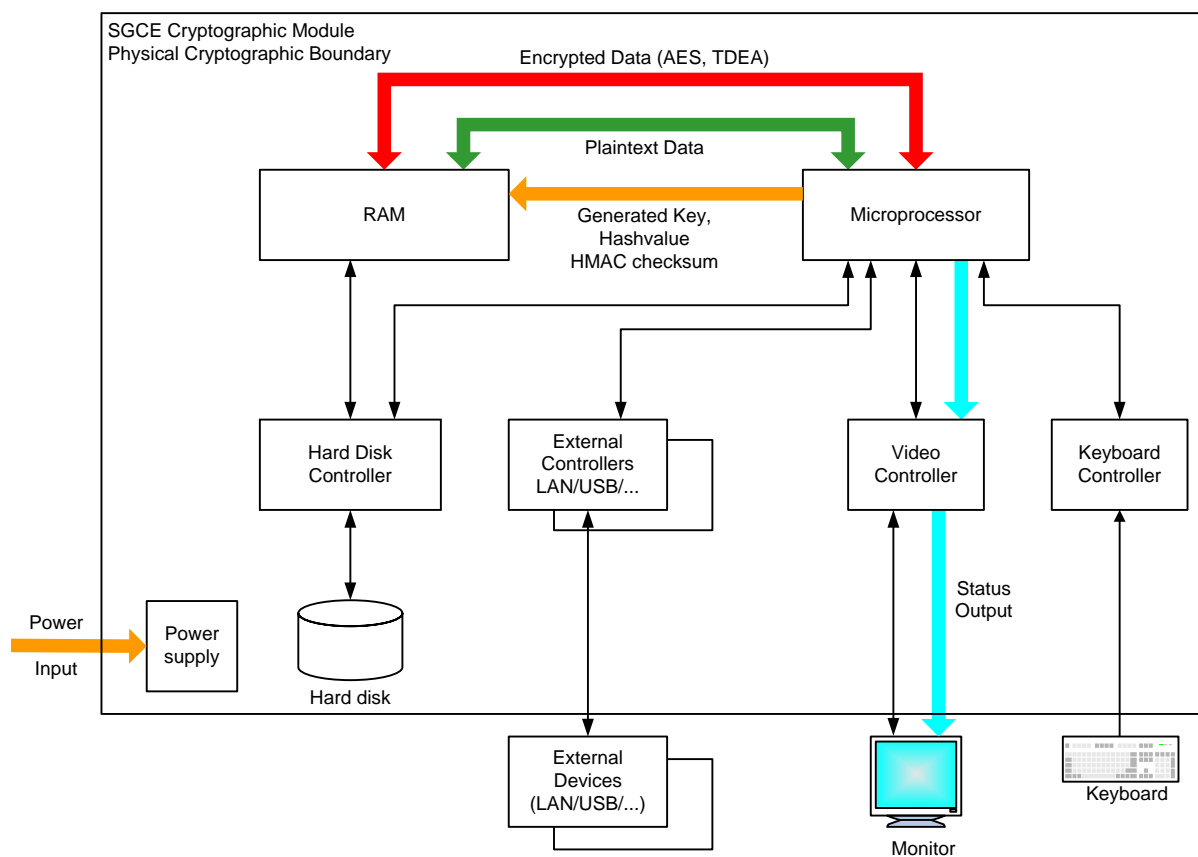 SGCE Cryptographic Module
Physical Cryptographic Boundary
Encrypted Data (AES, TDEA)
Plaintext Data
RAM
Microprocessor
Generated Key,
Hashvalue
HMAC checksum
Hard Disk
Controller
External
Controllers
LAN/USB/...
Video
Controller
Keyboard
Controller
Status
Output
Power
Input
Power
supply
Hard disk
External
Devices
(LAN/USB/...)
Monitor
Keyboard